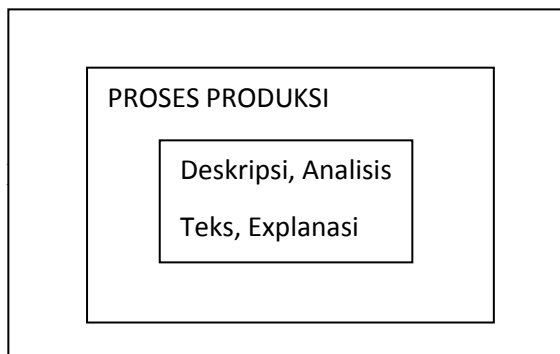 PROSES PRODUKSI
Deskripsi, Analisis
Teks, Explanasi